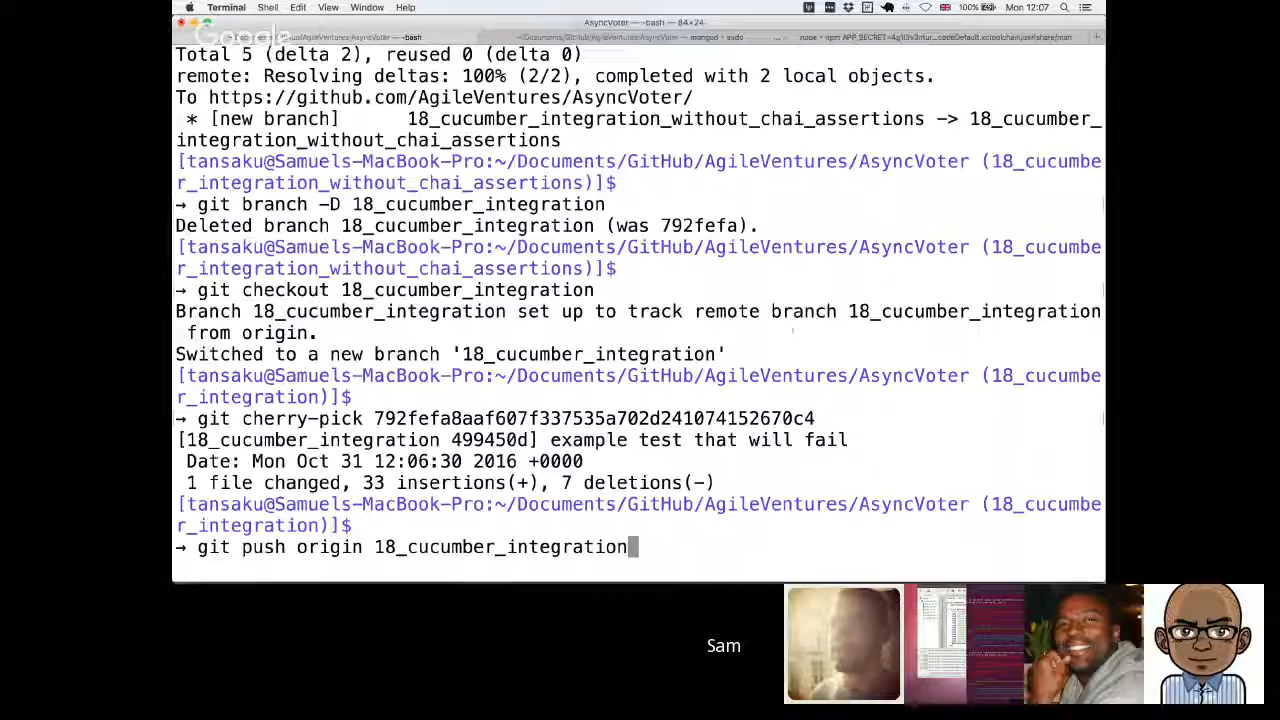 Terminal Shell Edit View Window Help 100% Mon 12:07
AsyncVoter — -bash — 84×24
Google
Total 5 (delta 2), reused 0 (delta 0)
remote: Resolving deltas: 100% (2/2), completed with 2 local objects.
To https://github.com/AgileVentures/AsyncVoter/
* [new branch] 18_cucumber_integration_without_chai_assertions -> 18_cucumber_
integration_without_chai_assertions
[tansaku@Samuels-MacBook-Pro:~/Documents/GitHub/AgileVentures/AsyncVoter (18_cucumbe
r_integration_without_chai_assertions)]$
→ git branch -D 18_cucumber_integration
Deleted branch 18_cucumber_integration (was 792fefa).
[tansaku@Samuels-MacBook-Pro:~/Documents/GitHub/AgileVentures/AsyncVoter (18_cucumbe
r_integration_without_chai_assertions)]$
→ git checkout 18_cucumber_integration
Branch 18_cucumber_integration set up to track remote branch 18_cucumber_integration
from origin.
Switched to a new branch '18_cucumber_integration'
[tansaku@Samuels-MacBook-Pro:~/Documents/GitHub/AgileVentures/AsyncVoter (18_cucumbe
r_integration)]$
→ git cherry-pick 792fefa8aaf607f337535a702d241074152670c4
[18_cucumber_integration 499450d] example test that will fail
Date: Mon Oct 31 12:06:30 2016 +0000
1 file changed, 33 insertions(+), 7 deletions(-)
[tansaku@Samuels-MacBook-Pro:~/Documents/GitHub/AgileVentures/AsyncVoter (18_cucumbe
r_integration)]$
→ git push origin 18_cucumber_integration
Sam